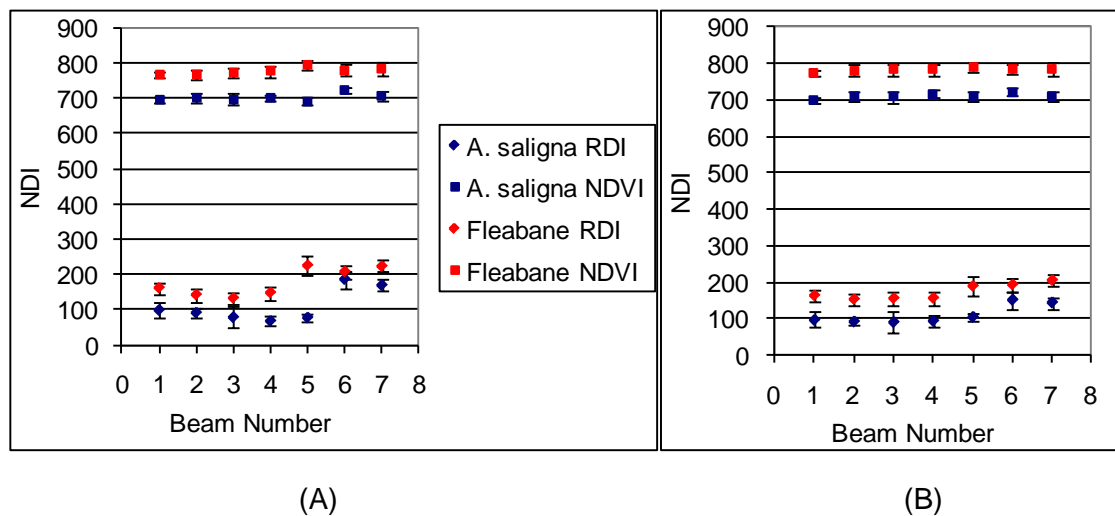 900
800
700
600
500
400
300
200
100
0
NDI
0 1 2 3 4 5 6 7 8
Beam Number
A. saligna RDI
A. saligna NDVI
Fleabane RDI
Fleabane NDVI
900
800
700
600
500
400
300
200
100
0
NDI
0 1 2 3 4 5 6 7 8
Beam Number
(A) (B)